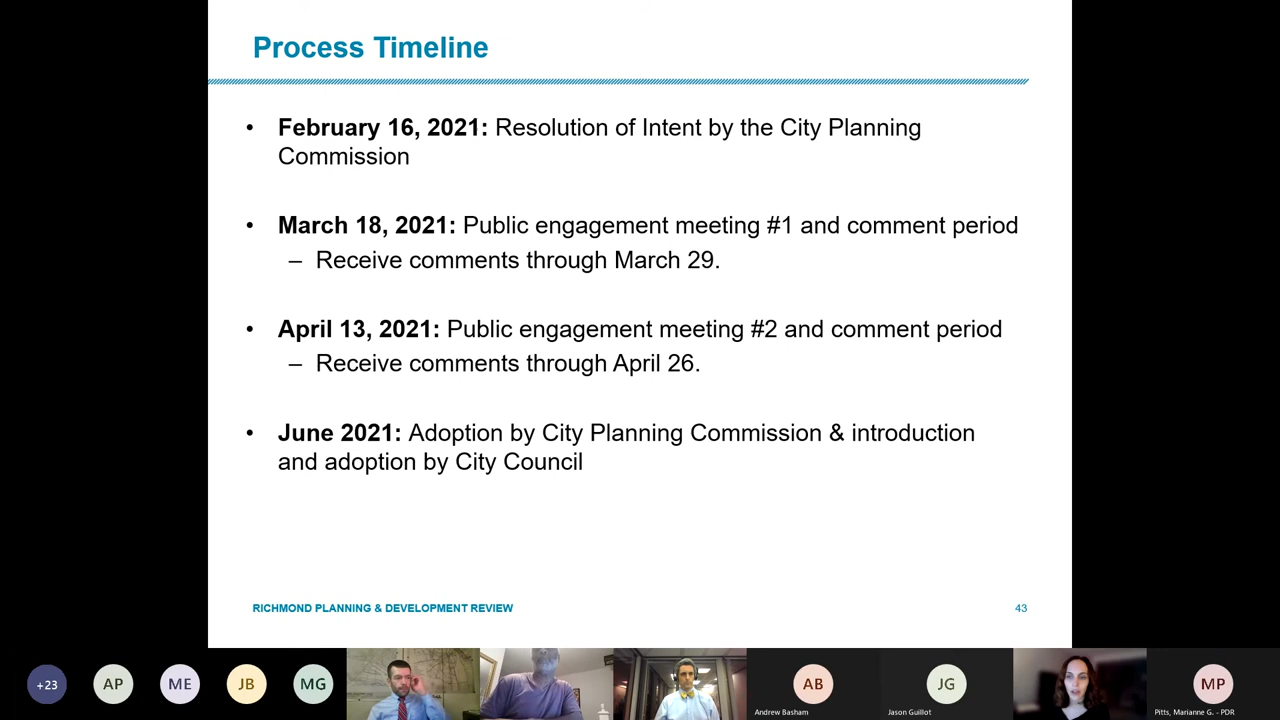 Process Timeline
• February 16, 2021: Resolution of Intent by the City Planning
Commission
• March 18, 2021: Public engagement meeting #1 and comment period
– Receive comments through March 29.
• April 13, 2021: Public engagement meeting #2 and comment period
– Receive comments through April 26.
• June 2021: Adoption by City Planning Commission & introduction
and adoption by City Council
RICHMOND PLANNING & DEVELOPMENT REVIEW
43
+23
AP
ME
JB
MG
AB
Andrew Basham
JG
Jason Guillot
MP
Pitts, Marianne G. - PDR